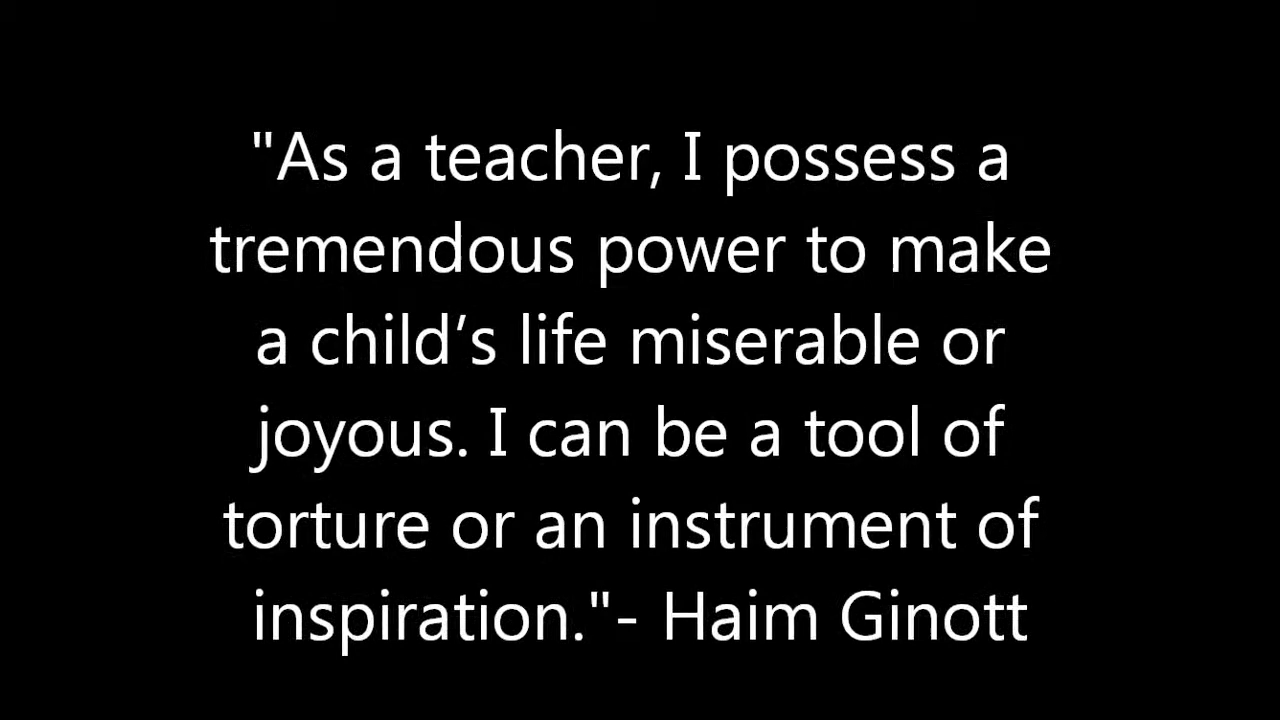 "As a teacher, I possess a
tremendous power to make
a child’s life miserable or
joyous. I can be a tool of
torture or an instrument of
inspiration."- Haim Ginott